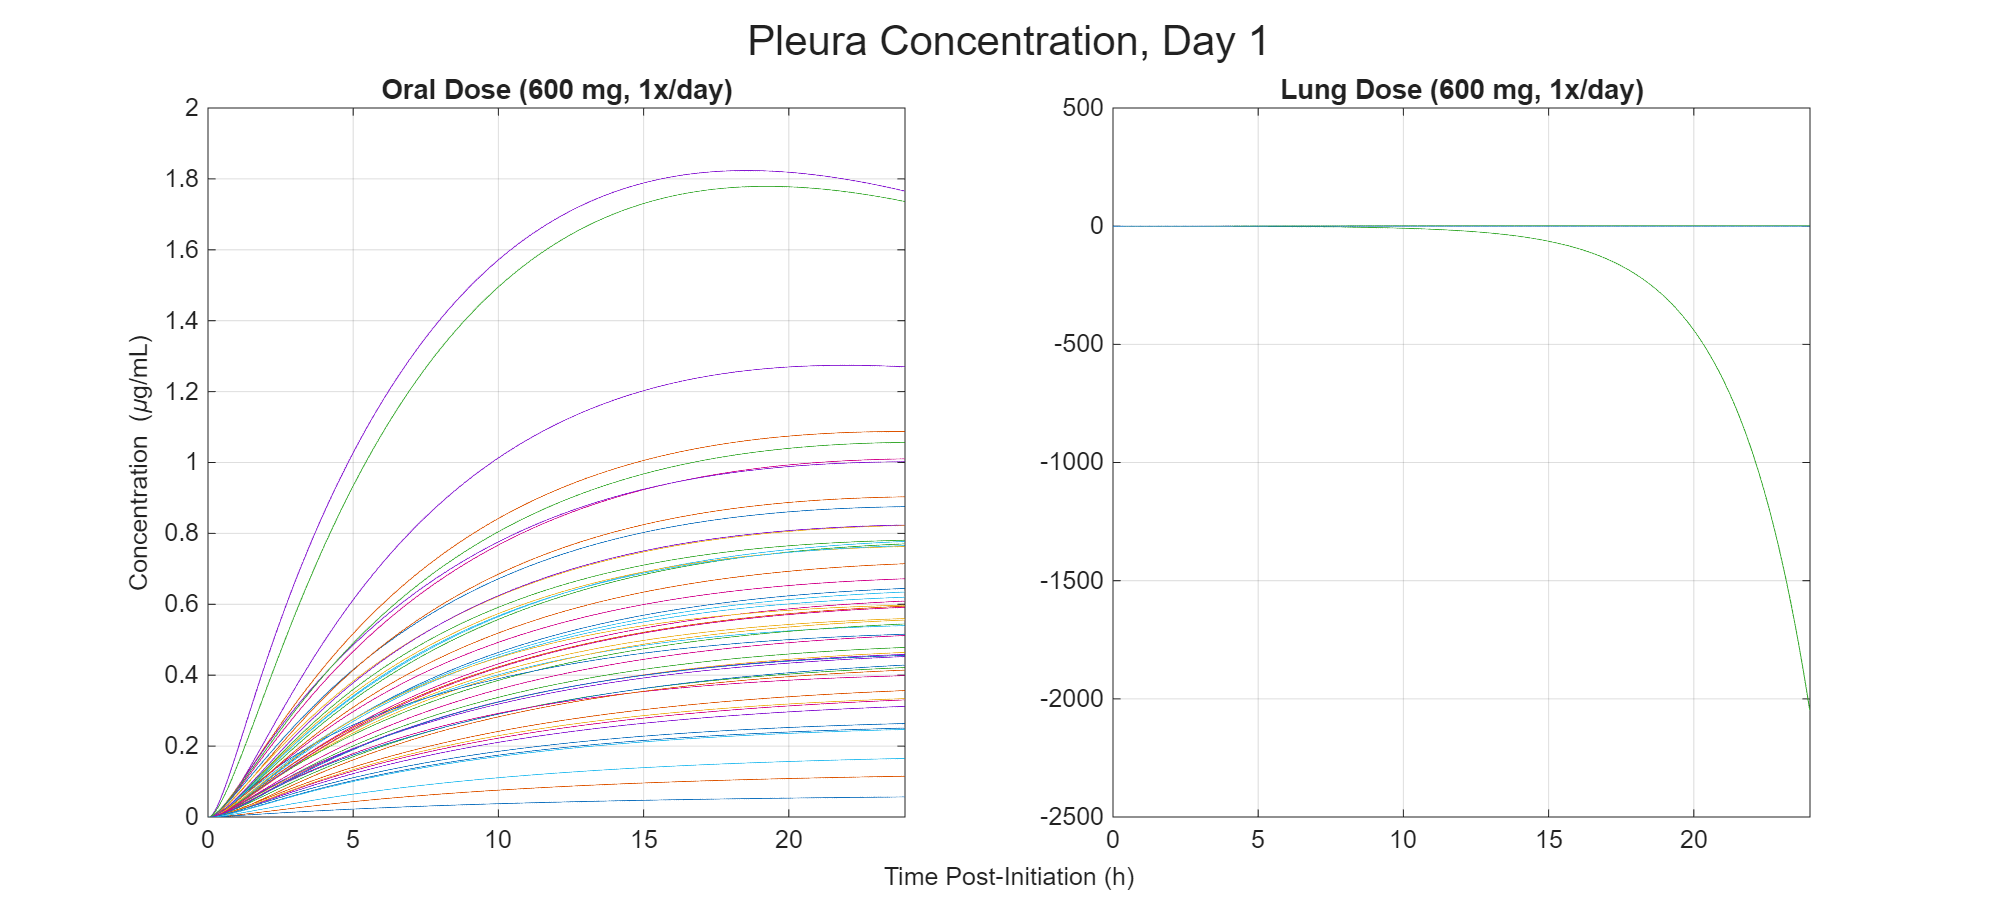 Pleura Concentration, Day 1
Oral Dose (600 mg, 1x/day)
2
1.8
1.6
1.4
1.2
1
0.8
0.6
0.4
0.2
0
0 5 10 15 20
Concentration (µg/mL)
Lung Dose (600 mg, 1x/day)
500
0
-500
-1000
-1500
-2000
-2500
0 5 10 15 20
Time Post-Initiation (h)